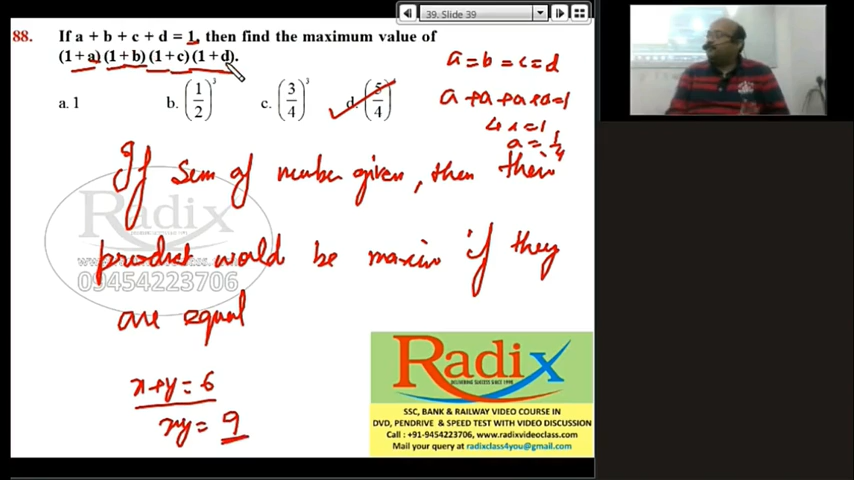 39. Slide 39
88. If a + b + c + d = 1, then find the maximum value of
(1 + a) (1 + b) (1 + c) (1 + d).
a. 1 b. (1/2)³ c. (3/4)³ d. (5/4)
a = b = c = d
a + a + a + a = 1
a = 1/4
If Sum of number given, then their
product would be if they
are equal
x+y = 6
xy = 9
Radix
09454223706
Radix
DELIVERING SUCCESS SINCE 1998
SSC, BANK & RAILWAY VIDEO COURSE IN
DVD, PENDRIVE & SPEED TEST WITH VIDEO DISCUSSION
Call : +91-9454223706, www.radixvideoclass.com
Mail your query at radixclass4you@gmail.com